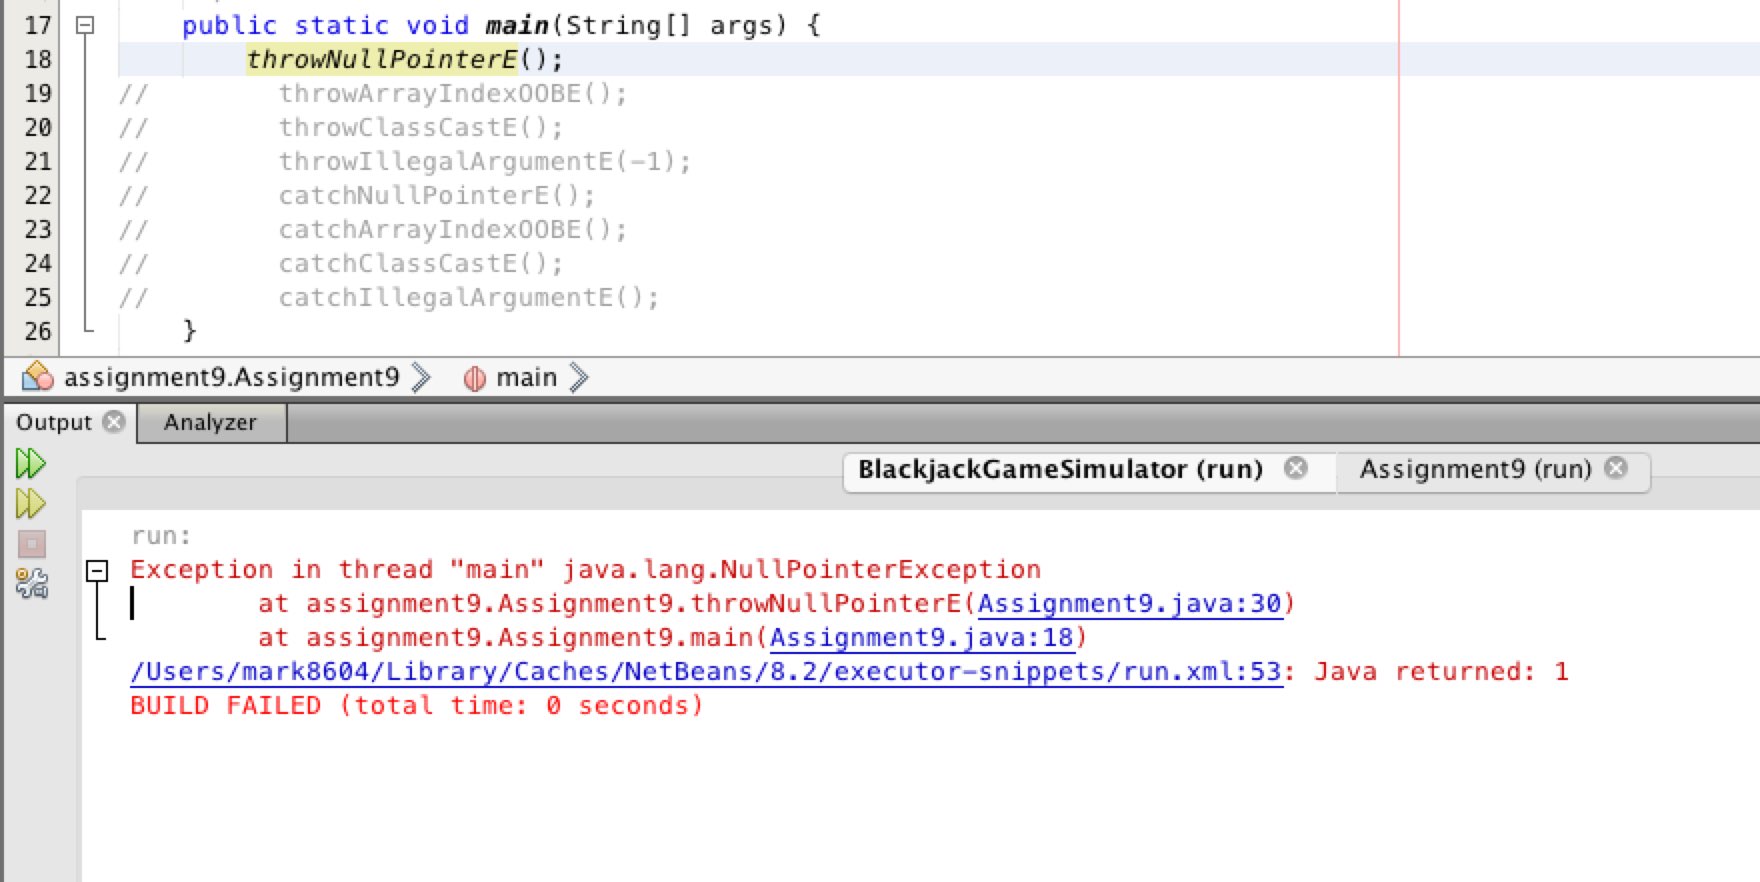 17 public static void main(String[] args) {
18 throwNullPointerE();
19 // throwArrayIndexOOBE();
20 // throwClassCastE();
21 // throwIllegalArgumentE(-1);
22 // catchNullPointerE();
23 // catchArrayIndexOOBE();
24 // catchClassCastE();
25 // catchIllegalArgumentE();
26 }
assignment9.Assignment9 main
Output Analyzer
BlackjackGameSimulator (run) Assignment9 (run)
run:
Exception in thread "main" java.lang.NullPointerException
at assignment9.Assignment9.throwNullPointerE(Assignment9.java:30)
at assignment9.Assignment9.main(Assignment9.java:18)
/Users/mark8604/Library/Caches/NetBeans/8.2/executor-snippets/run.xml:53: Java returned: 1
BUILD FAILED (total time: 0 seconds)